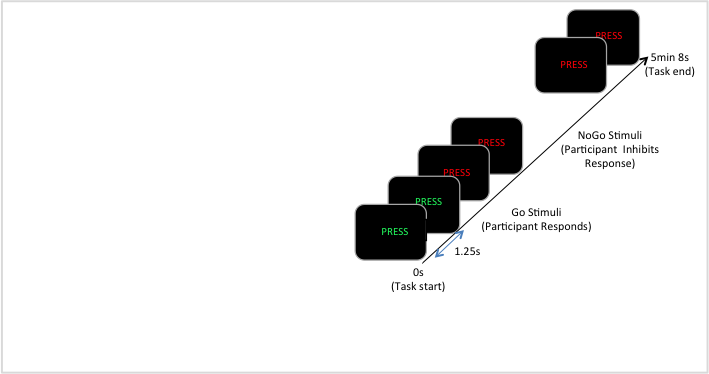 PRESS
PRESS
5min 8s
(Task end)
NoGo Stimuli
(Participant Inhibits
Response)
PRESS
PRESS
PRESS
PRESS
Go Stimuli
(Participant Responds)
1.25s
0s
(Task start)